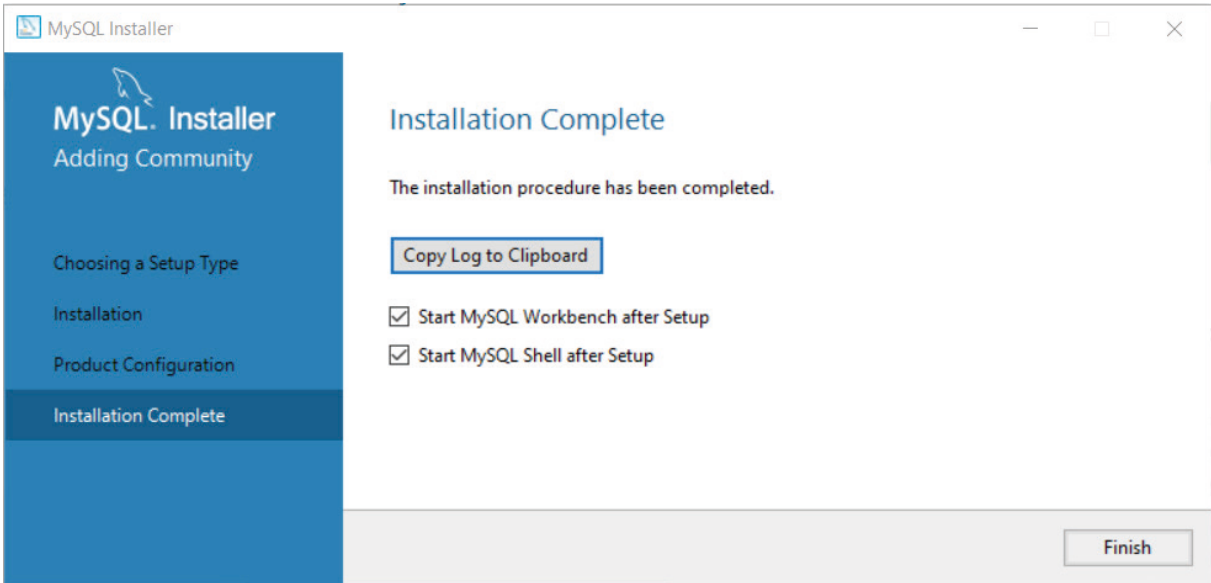 MySQL Installer
MySQL. Installer
Adding Community
Choosing a Setup Type
Installation
Product Configuration
Installation Complete
Installation Complete
The installation procedure has been completed.
Copy Log to Clipboard
Start MySQL Workbench after Setup
Start MySQL Shell after Setup
Finish